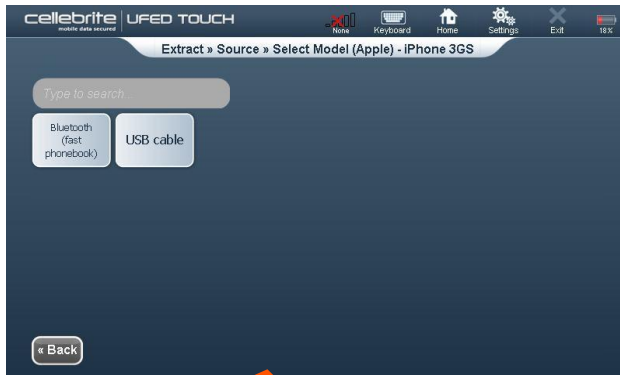 cellebrite UFED TOUCH
mobile data secured
None Keyboard Home Settings Exit 18%
Extract » Source » Select Model (Apple) - iPhone 3GS
Type to search...
Bluetooth
(fast
phonebook)
USB cable
« Back